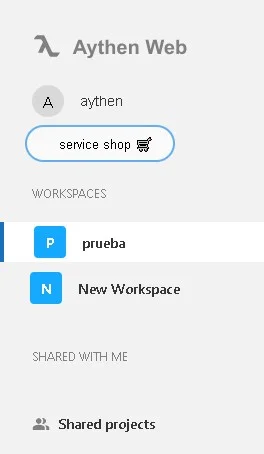 Aythen Web
A aythen
service shop
WORKSPACES
P prueba
N New Workspace
SHARED WITH ME
Shared projects